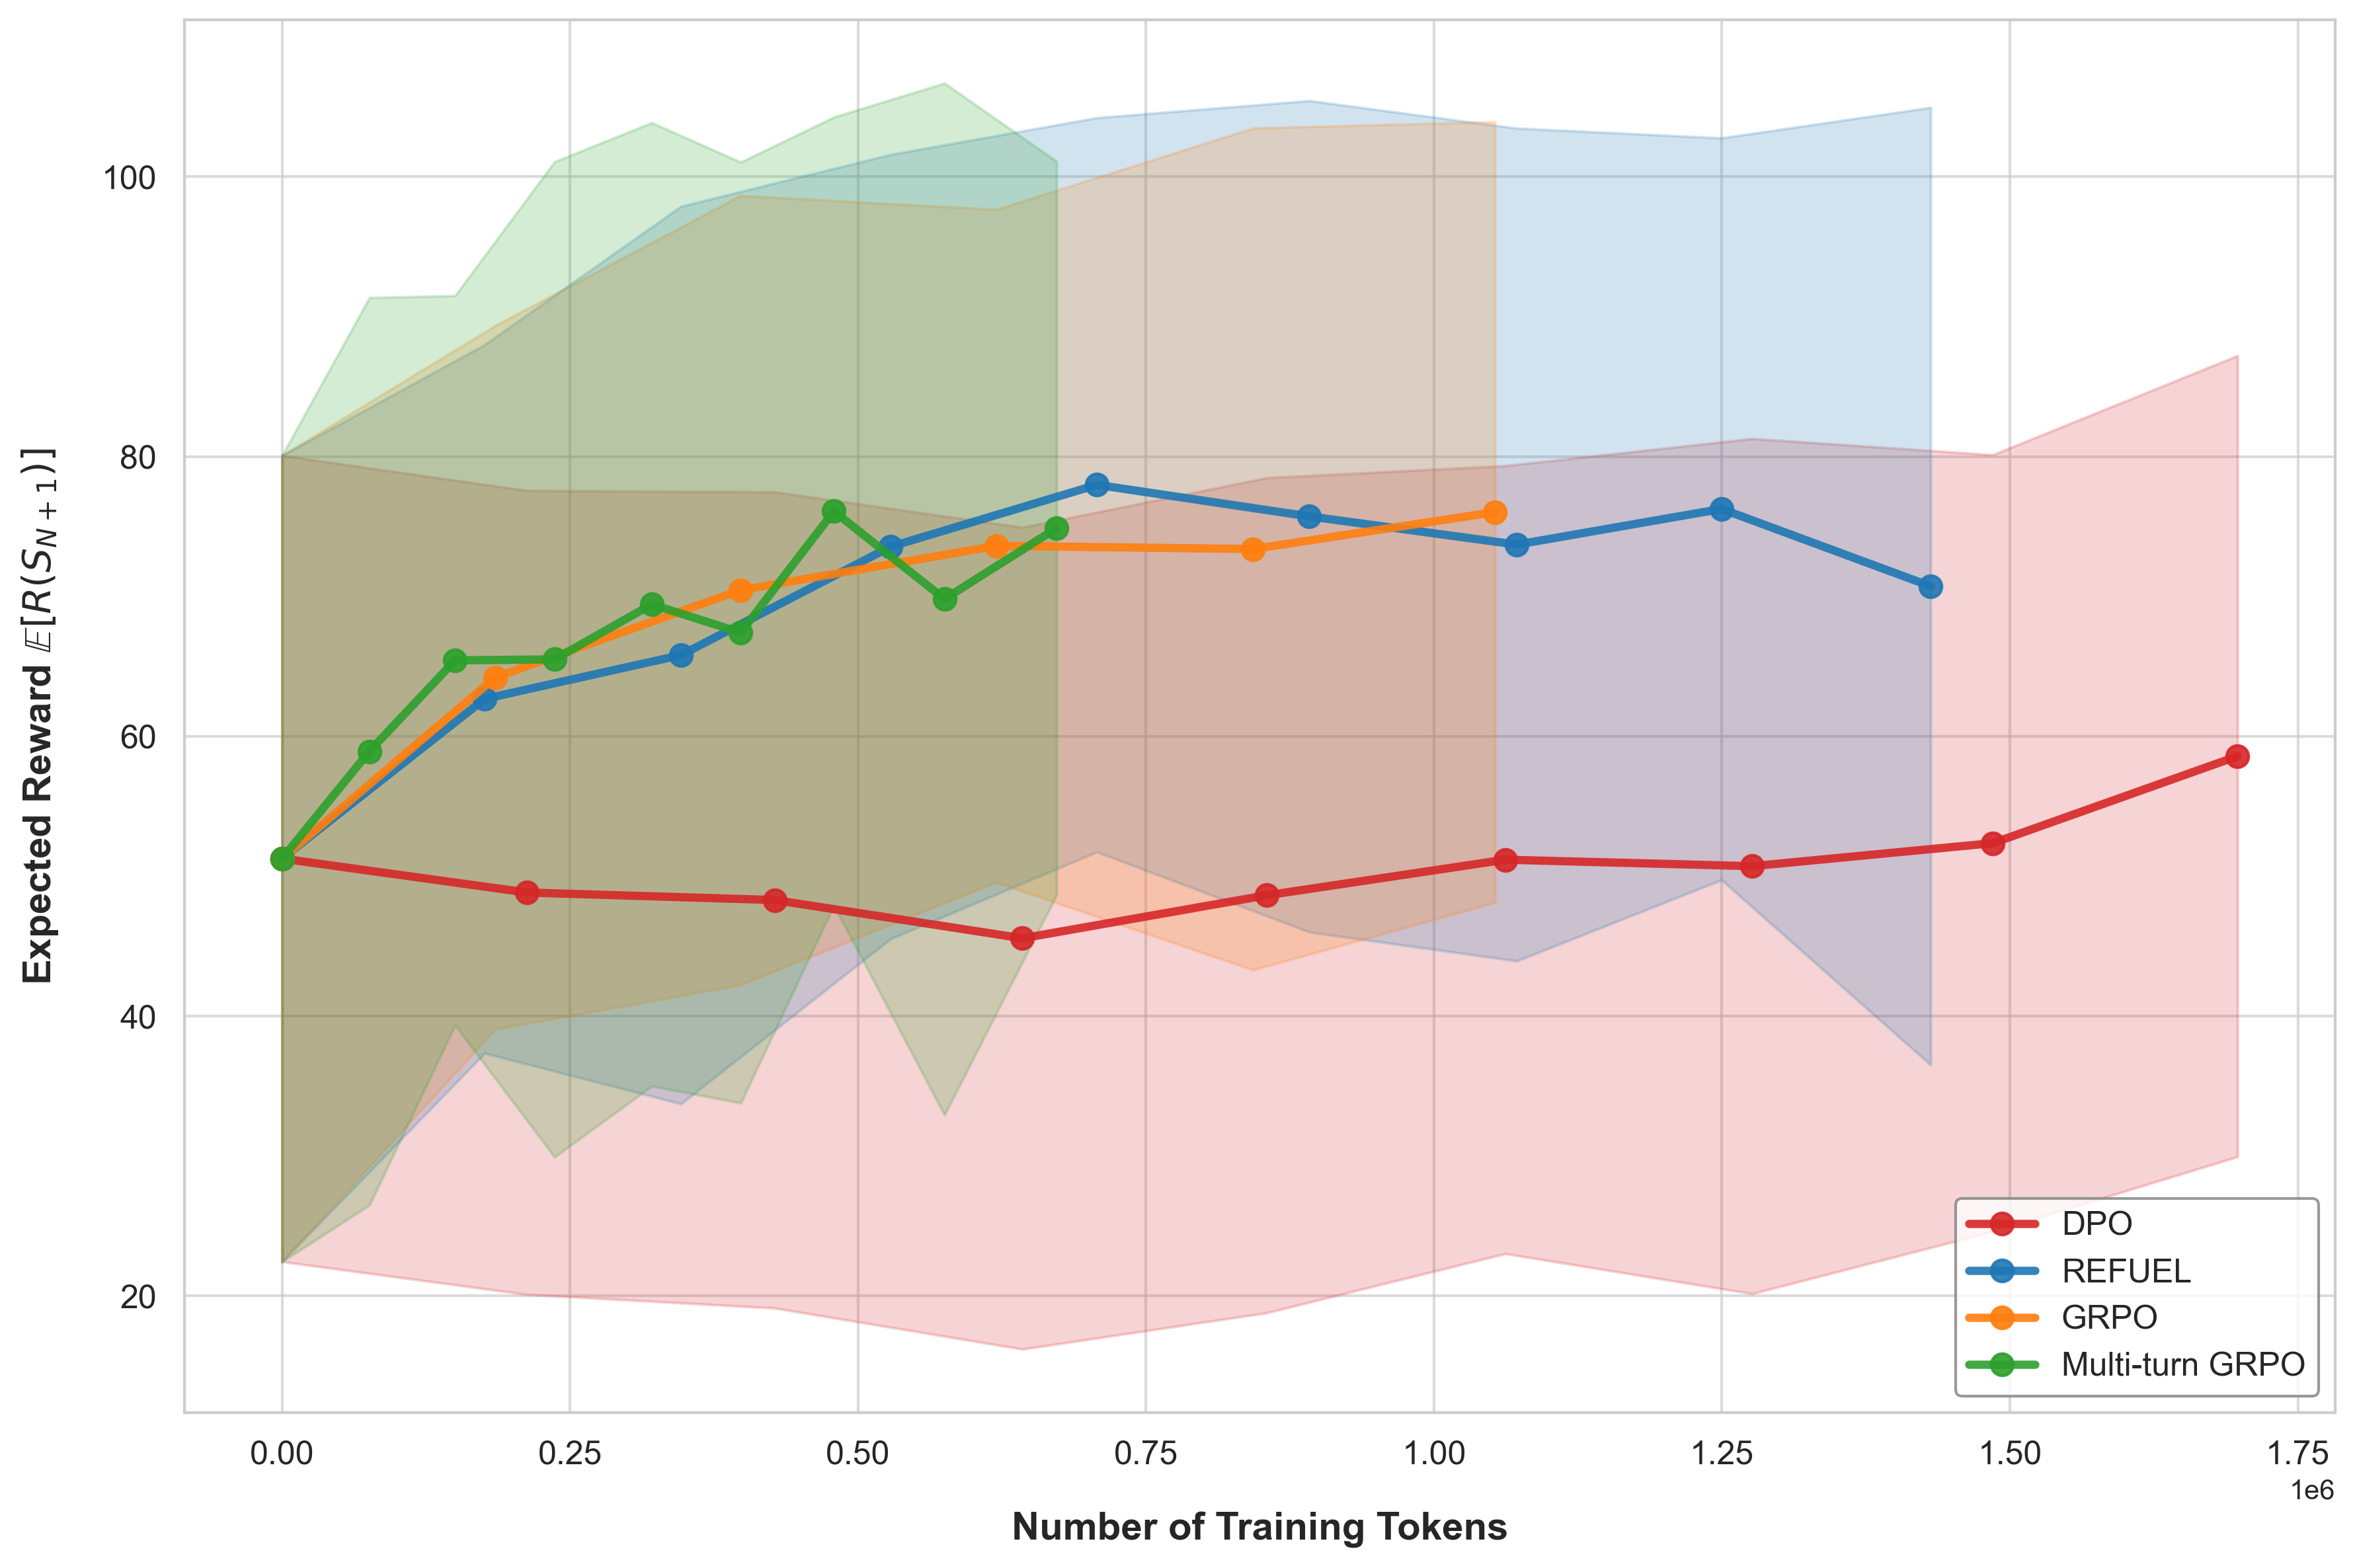 Expected Reward 𝔼[R(S_{N+1})]
100
80
60
40
20
0.00 0.25 0.50 0.75 1.00 1.25 1.50 1.75
1e6
Number of Training Tokens
DPO
REFUEL
GRPO
Multi-turn GRPO